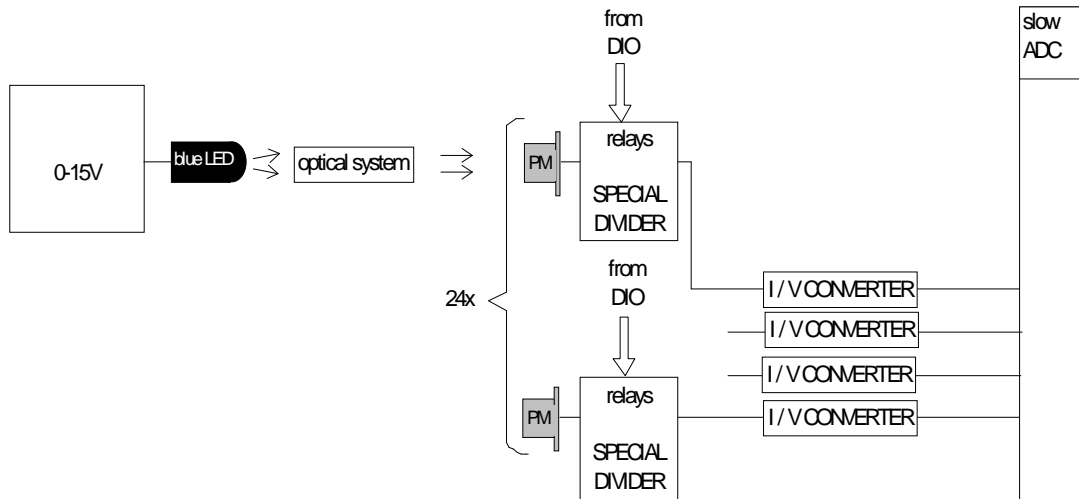 from
DIO
slow
ADC
0-15V
blue LED
optical system
PM
relays
SPECIAL
DIVIDER
from
DIO
24x
I / V CONVERTER
I / V CONVERTER
I / V CONVERTER
I / V CONVERTER
PM
relays
SPECIAL
DIVIDER